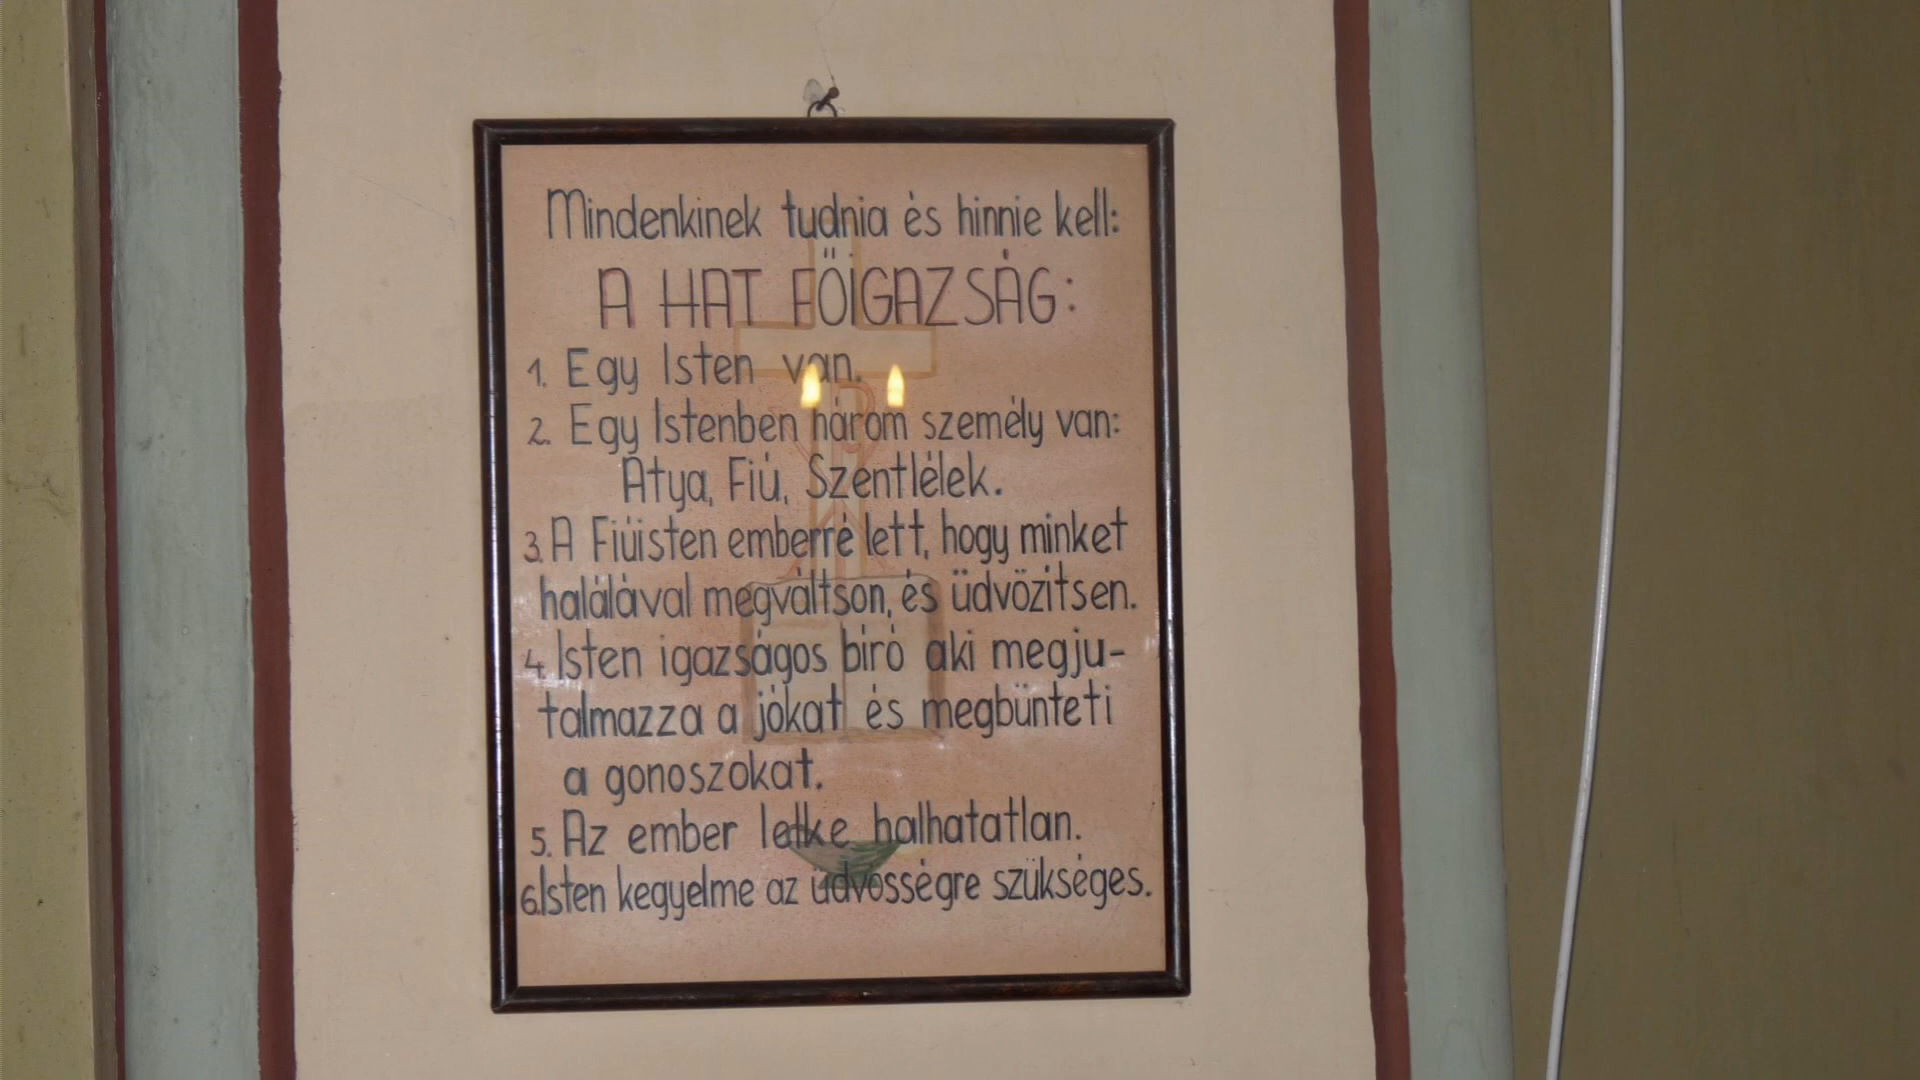 Mindenkinek tudnia és hinnie kell:
A HAT FŐIGAZSÁG:
1. Egy Isten van.
2. Egy Istenben három személy van:
Atya, Fiú, Szentlélek.
3. A Fiúisten emberré lett, hogy minket
halálával megváltson, és üdvözítsen.
4. Isten igazságos bíró aki megju-
talmazza a jókat és megbünteti
a gonoszokat.
5. Az ember lelke halhatatlan.
6. Isten kegyelme az üdvösségre szükséges.